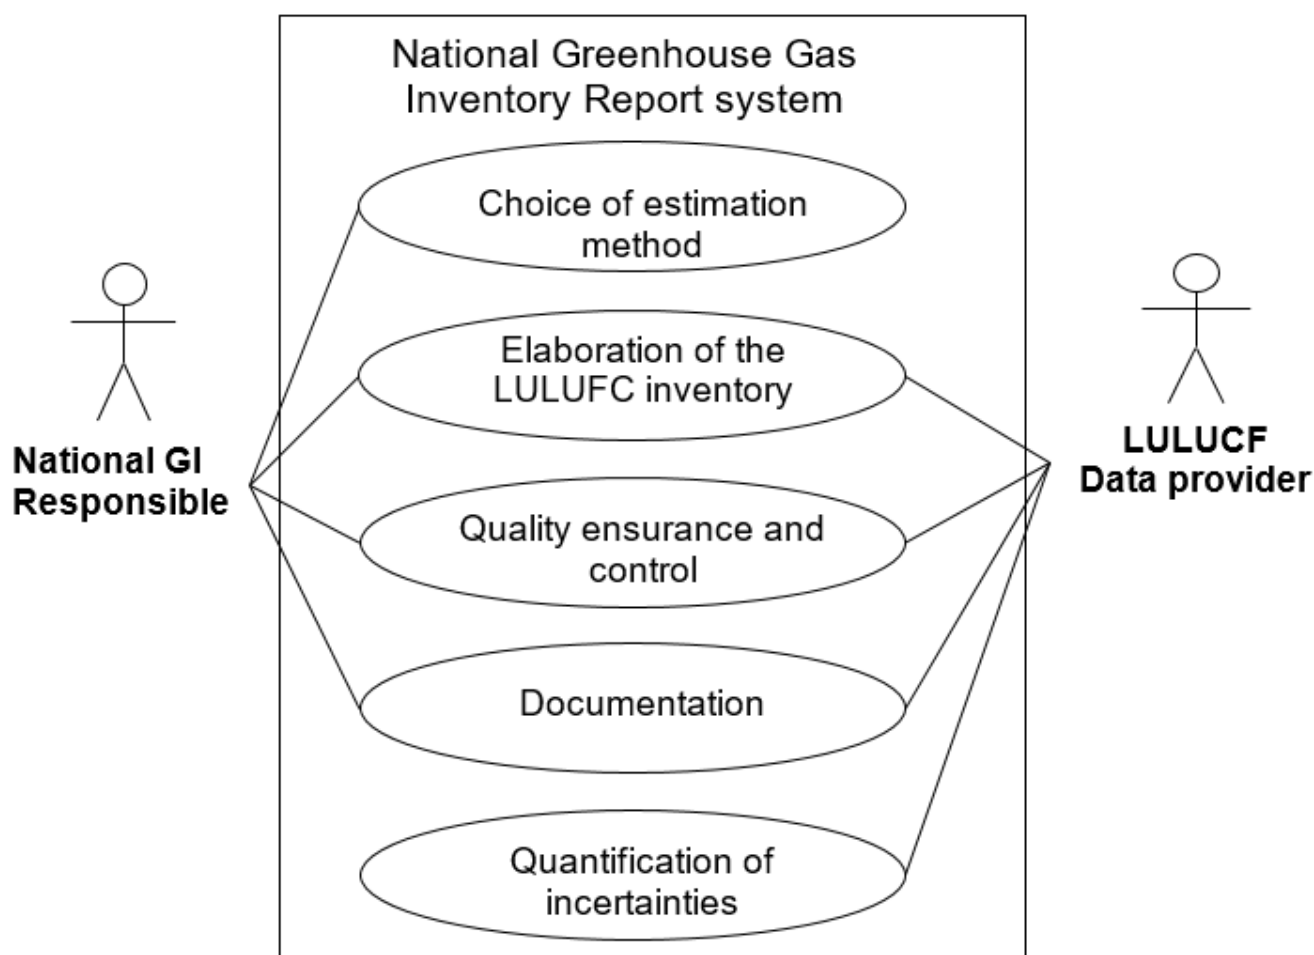 National Greenhouse Gas
Inventory Report system
Choice of estimation
method
Elaboration of the
LULUFC inventory
National GI
Responsible
LULUCF
Data provider
Quality ensurance and
control
Documentation
Quantification of
incertainties